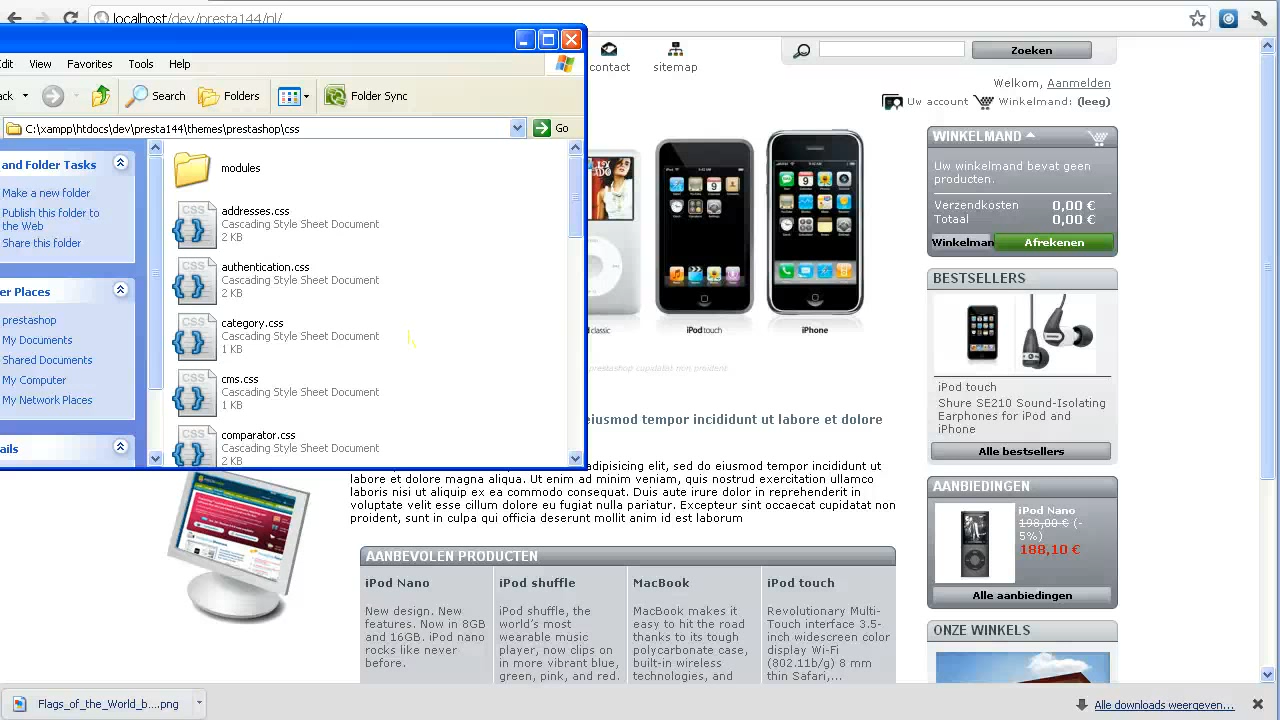 localhost/dev/presta144/nl/
Edit View Favorites Tools Help
Back Search Folders Folder Sync
C:\xampp\htdocs\dev\presta144\themes\prestashop\css Go
and Folder Tasks
Make a new folder
Publish this folder to
the Web
Share this folder
er Places
prestashop
My Documents
Shared Documents
My Computer
My Network Places
ails
modules
addresses.css
Cascading Style Sheet Document
2 KB
authentication.css
Cascading Style Sheet Document
2 KB
category.css
Cascading Style Sheet Document
1 KB
cms.css
Cascading Style Sheet Document
1 KB
comparator.css
Cascading Style Sheet Document
2 KB
contact sitemap
Zoeken
Welkom, Aanmelden
Uw account Winkelmand: (leeg)
classic iPod touch iPhone
prestashop cupidatat non proident
eiusmod tempor incididunt ut labore et dolore
adipisicing elit, sed do eiusmod tempor incididunt ut
labore et dolore magna aliqua. Ut enim ad minim veniam, quis nostrud exercitation ullamco
laboris nisi ut aliquip ex ea commodo consequat. Duis aute irure dolor in reprehenderit in
voluptate velit esse cillum dolore eu fugiat nulla pariatur. Excepteur sint occaecat cupidatat non
proident, sunt in culpa qui officia deserunt mollit anim id est laborum
AANBEVOLEN PRODUCTEN
iPod Nano
New design. New
features. Now in 8GB
and 16GB. iPod nano
rocks like never
before.
iPod shuffle
iPod shuffle, the
world's most
wearable music
player, now clips on
in more vibrant blue,
green, pink, and red.
MacBook
MacBook makes it
easy to hit the road
thanks to its tough
polycarbonate case,
built-in wireless
technologies, and
iPod touch
Revolutionary Multi-
Touch interface 3.5-
inch widescreen color
display Wi-Fi
(802.11b/g) 8 mm
thin Safari,...
WINKELMAND
Uw winkelmand bevat geen
producten.
Verzendkosten 0,00 €
Totaal 0,00 €
Winkelman Afrekenen
BESTSELLERS
iPod touch
Shure SE210 Sound-Isolating
Earphones for iPod and
iPhone
Alle bestsellers
AANBIEDINGEN
iPod Nano
198,00 € (-
5%)
188,10 €
Alle aanbiedingen
ONZE WINKELS
Flags_of_the_World_b....png
Alle downloads weergeven...